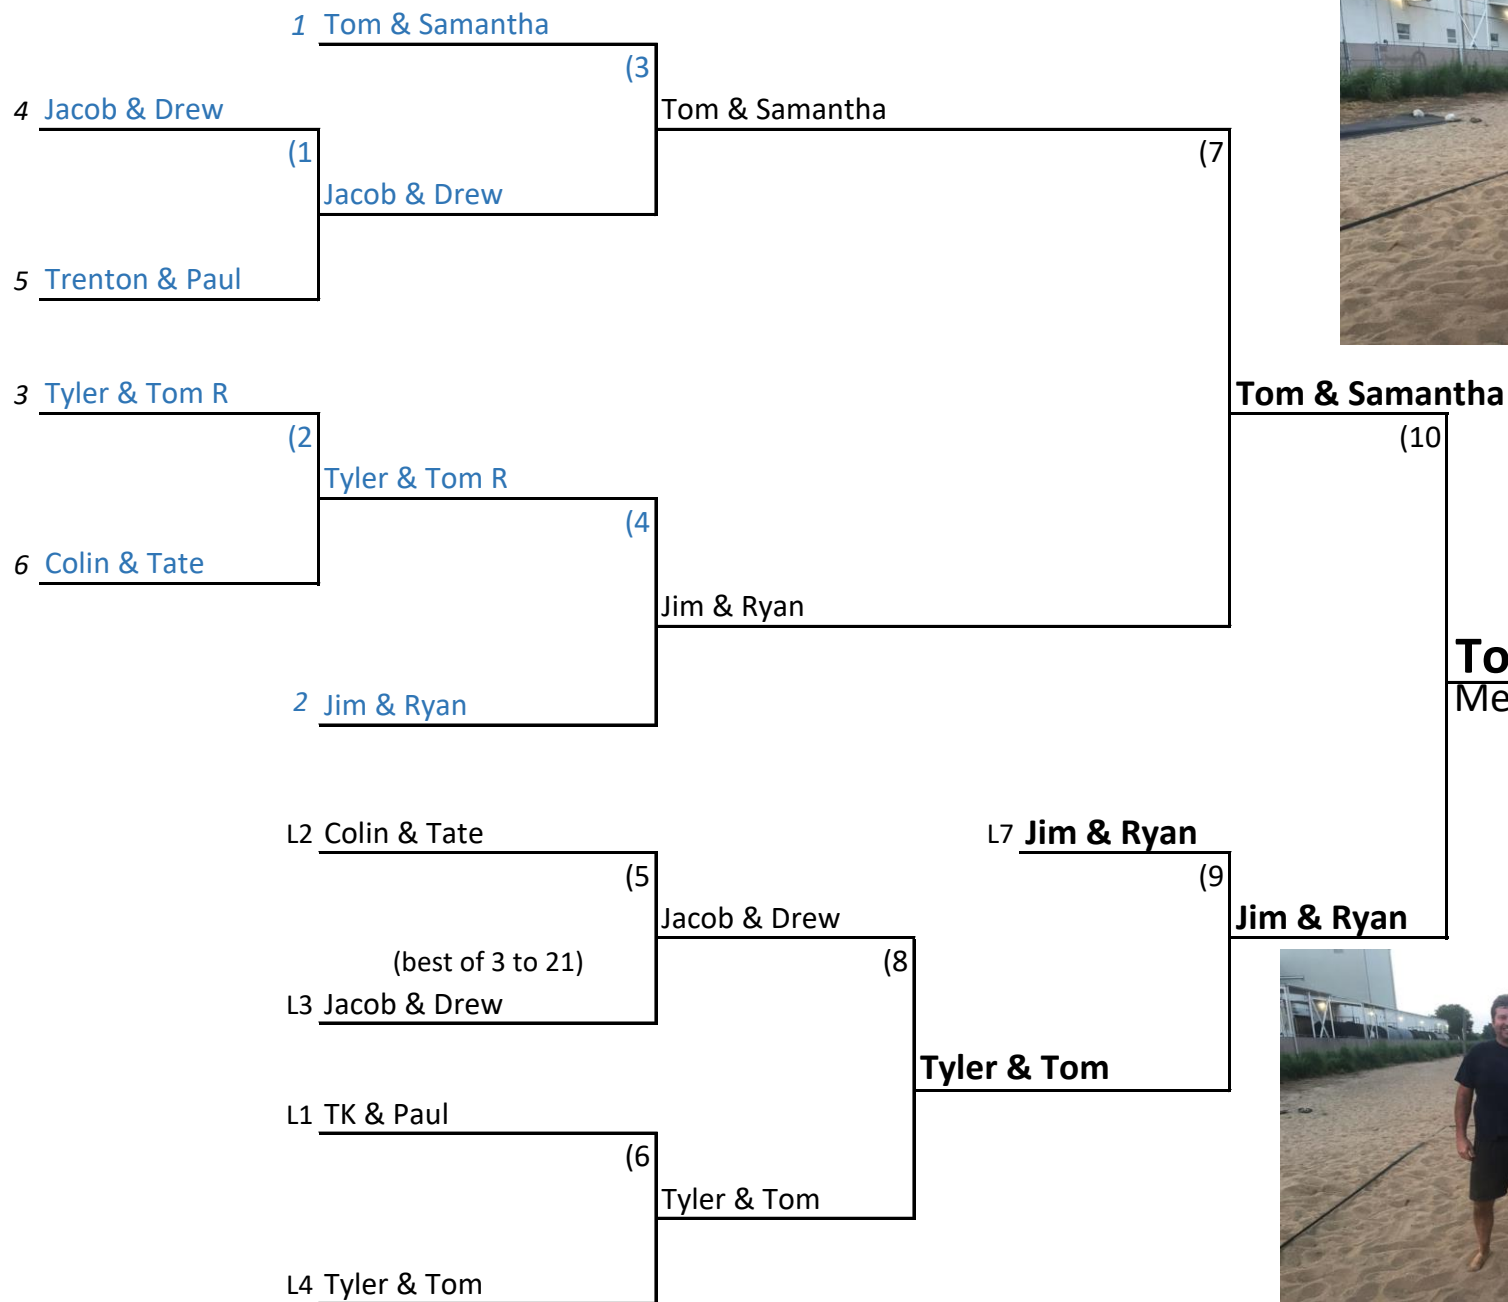 1 Tom & Samantha
(3
4 Jacob & Drew
Tom & Samantha
(1
(7
Jacob & Drew
5 Trenton & Paul
3 Tyler & Tom R
Tom & Samantha
(2
(10
Tyler & Tom R
(4
6 Colin & Tate
Jim & Ryan
To
Me
2 Jim & Ryan
L2 Colin & Tate
L7 Jim & Ryan
(5
(9
Jacob & Drew
Jim & Ryan
(best of 3 to 21)
(8
L3 Jacob & Drew
Tyler & Tom
L1 TK & Paul
(6
Tyler & Tom
L4 Tyler & Tom